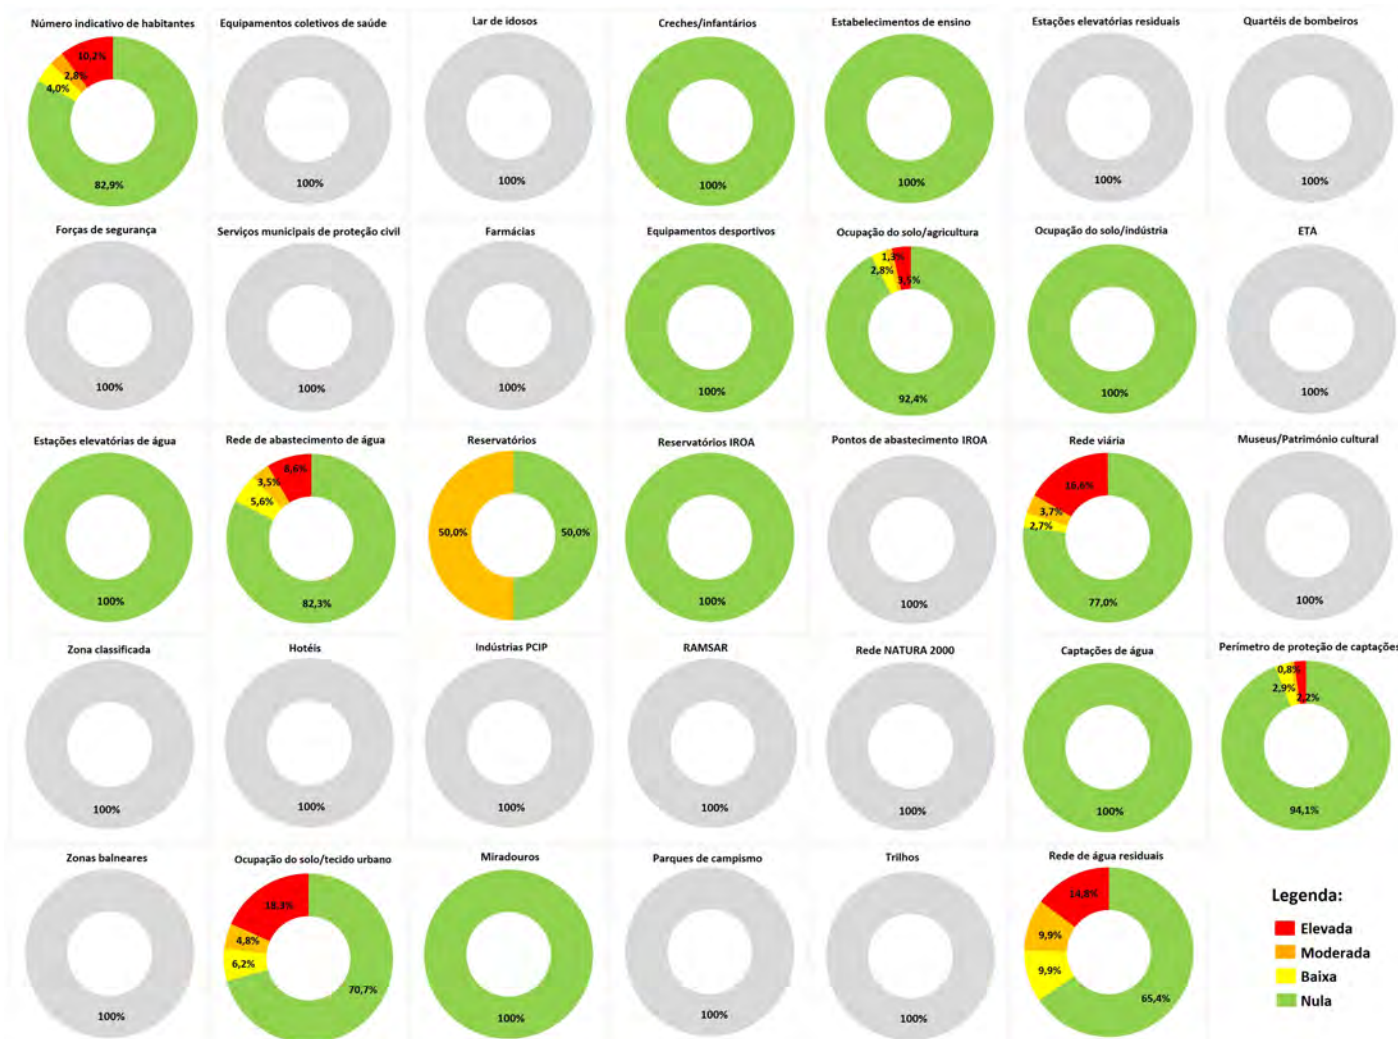 Número indicativo de habitantes
10,2%
2,8%
4,0%
82,9%
Equipamentos coletivos de saúde
100%
Lar de idosos
100%
Creches/infantários
100%
Estabelecimentos de ensino
100%
Estações elevatórias residuais
100%
Quartéis de bombeiros
100%
Forças de segurança
100%
Serviços municipais de proteção civil
100%
Farmácias
100%
Equipamentos desportivos
100%
Ocupação do solo/agricultura
1,3%
2,8%
3,5%
92,4%
Ocupação do solo/indústria
100%
ETA
100%
Estações elevatórias de água
100%
Rede de abastecimento de água
8,6%
3,5%
5,6%
82,3%
Reservatórios
50,0%
50,0%
Reservatórios IROA
100%
Pontos de abastecimento IROA
100%
Rede viária
16,6%
3,7%
2,7%
77,0%
Museus/Património cultural
100%
Zona classificada
100%
Hotéis
100%
Indústrias PCIP
100%
RAMSAR
100%
Rede NATURA 2000
100%
Captações de água
100%
Perímetro de proteção de captações
0,8%
2,9%
2,2%
94,1%
Zonas balneares
100%
Ocupação do solo/tecido urbano
18,3%
4,8%
6,2%
70,7%
Miradouros
100%
Parques de campismo
100%
Trilhos
100%
Rede de água residuais
14,8%
9,9%
9,9%
65,4%
Legenda:
Elevada
Moderada
Baixa
Nula